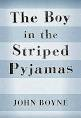 The Boy
in the
Striped
Pyjamas
JOHN BOYNE